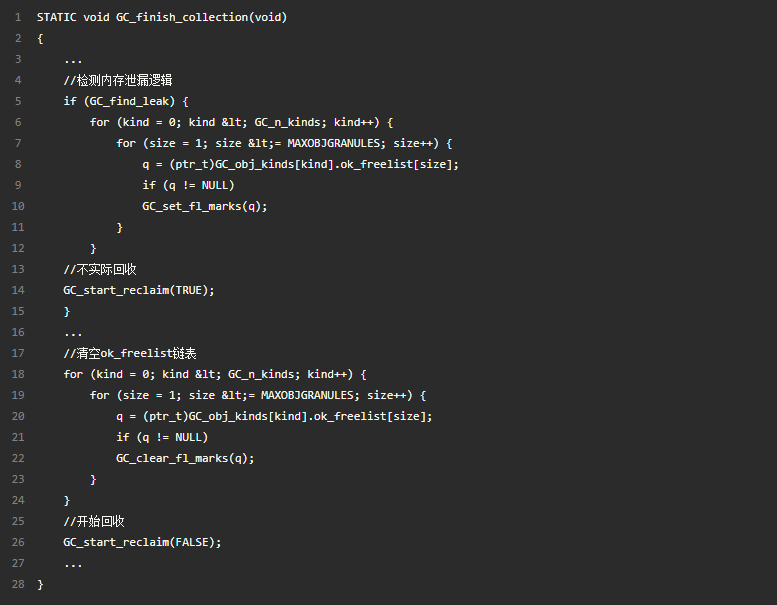 1 STATIC void GC_finish_collection(void)
2 {
3     ...
4     //检测内存泄漏逻辑
5     if (GC_find_leak) {
6         for (kind = 0; kind &lt; GC_n_kinds; kind++) {
7             for (size = 1; size &lt;= MAXOBJGRANULES; size++) {
8                 q = (ptr_t)GC_obj_kinds[kind].ok_freelist[size];
9                 if (q != NULL)
10                 GC_set_fl_marks(q);
11             }
12         }
13     //不实际回收
14     GC_start_reclaim(TRUE);
15     }
16     ...
17     //清空ok_freelist链表
18     for (kind = 0; kind &lt; GC_n_kinds; kind++) {
19         for (size = 1; size &lt;= MAXOBJGRANULES; size++) {
20             q = (ptr_t)GC_obj_kinds[kind].ok_freelist[size];
21             if (q != NULL)
22             GC_clear_fl_marks(q);
23         }
24     }
25     //开始回收
26     GC_start_reclaim(FALSE);
27     ...
28 }